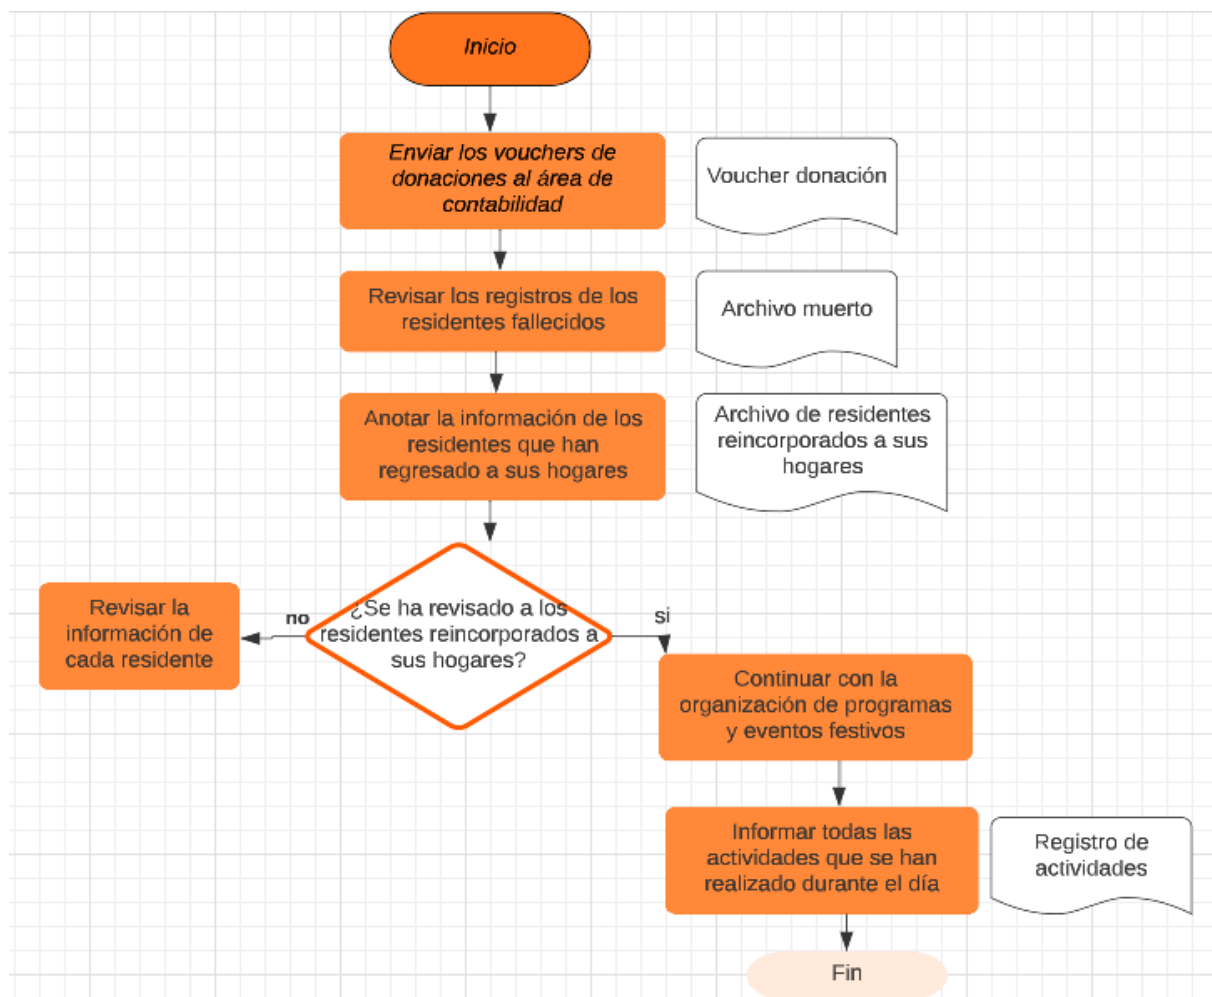 Inicio
Enviar los vouchers de
donaciones al área de
contabilidad
Voucher donación
Revisar los registros de los
residentes fallecidos
Archivo muerto
Anotar la información de los
residentes que han
regresado a sus hogares
Archivo de residentes
reincorporados a sus
hogares
¿Se ha revisado a los
residentes reincorporados a
sus hogares?
no
Revisar la
información de
cada residente
si
Continuar con la
organización de programas
y eventos festivos
Informar todas las
actividades que se han
realizado durante el día
Registro de
actividades
Fin